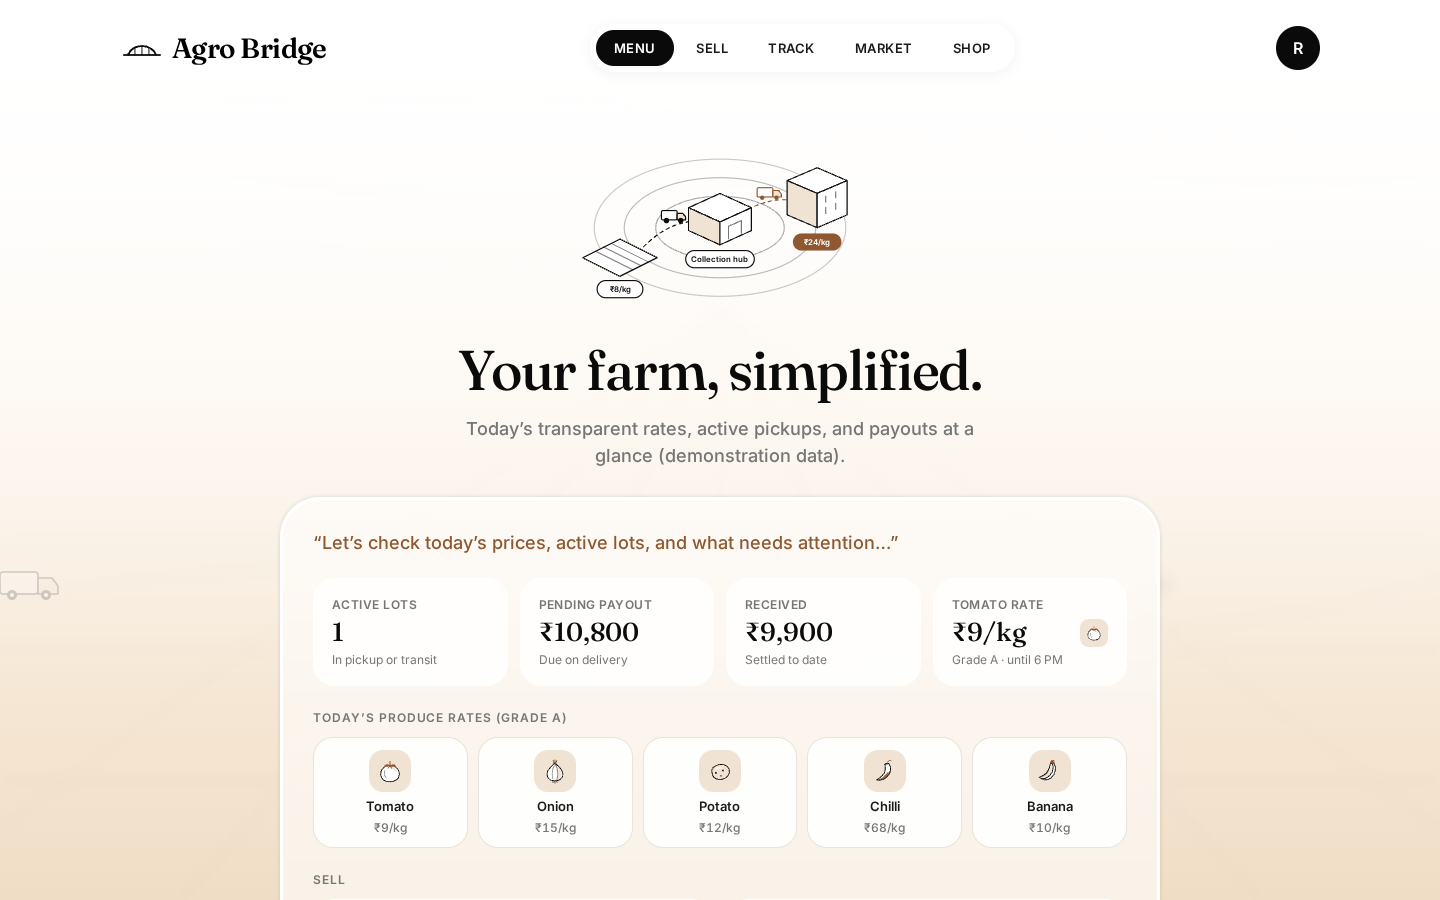 Agro Bridge
MENU
SELL
TRACK
MARKET
SHOP
R
₹24/kg
Collection hub
₹8/kg
Your farm, simplified.
Today’s transparent rates, active pickups, and payouts at a
glance (demonstration data).
“Let’s check today’s prices, active lots, and what needs attention…”
ACTIVE LOTS
1
In pickup or transit
PENDING PAYOUT
₹10,800
Due on delivery
RECEIVED
₹9,900
Settled to date
TOMATO RATE
₹9/kg
Grade A · until 6 PM
TODAY’S PRODUCE RATES (GRADE A)
Tomato
₹9/kg
Onion
₹15/kg
Potato
₹12/kg
Chilli
₹68/kg
Banana
₹10/kg
SELL